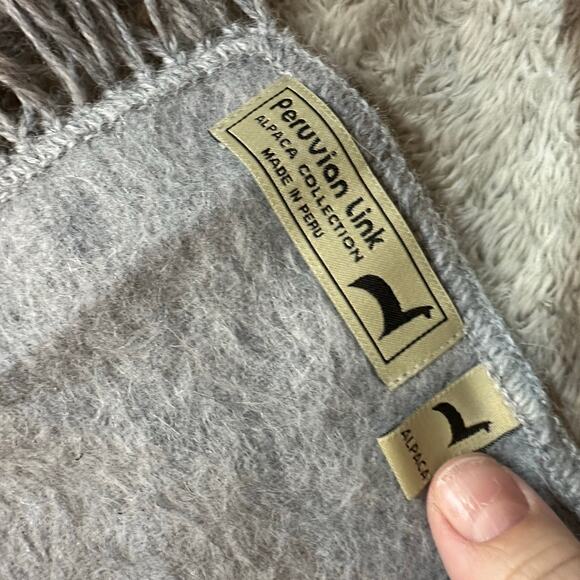 Peruvian Link
ALPACA COLLECTION
MADE IN PERU
ALPACA